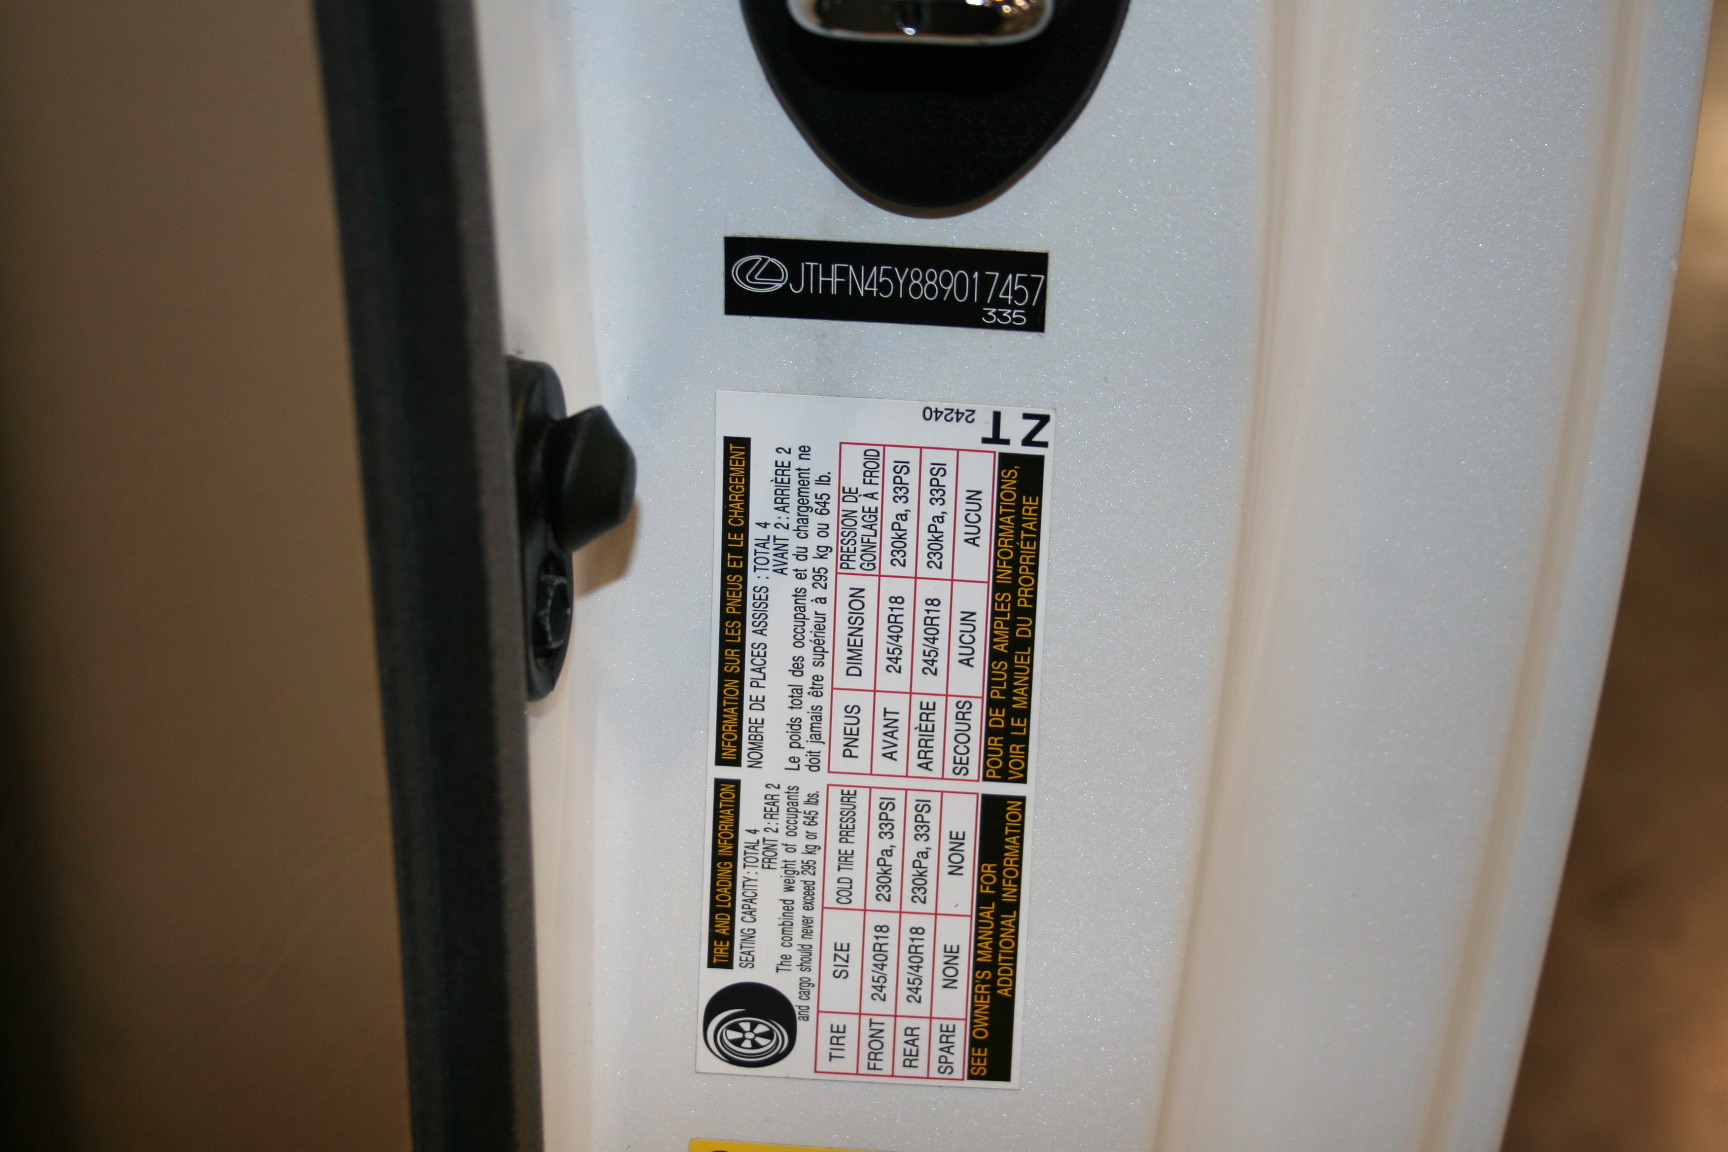 JTHFN45Y889017457
335
24240
ZT
TIRE AND LOADING INFORMATION
SEATING CAPACITY : TOTAL 4
FRONT 2 : REAR 2
The combined weight of occupants
and cargo should never exceed 295 kg or 645 lbs.
TIRE SIZE COLD TIRE PRESSURE
FRONT 245/40R18 230kPa, 33PSI
REAR 245/40R18 230kPa, 33PSI
SPARE NONE NONE
SEE OWNER'S MANUAL FOR
ADDITIONAL INFORMATION
INFORMATION SUR LES PNEUS ET LE CHARGEMENT
NOMBRE DE PLACES ASSISES : TOTAL 4
AVANT 2 : ARRIÈRE 2
Le poids total des occupants et du chargement ne
doit jamais être supérieur à 295 kg ou 645 lb.
PNEUS DIMENSION PRESSION DE
GONFLAGE À FROID
AVANT 245/40R18 230kPa, 33PSI
ARRIÈRE 245/40R18 230kPa, 33PSI
SECOURS AUCUN AUCUN
POUR DE PLUS AMPLES INFORMATIONS,
VOIR LE MANUEL DU PROPRIÉTAIRE